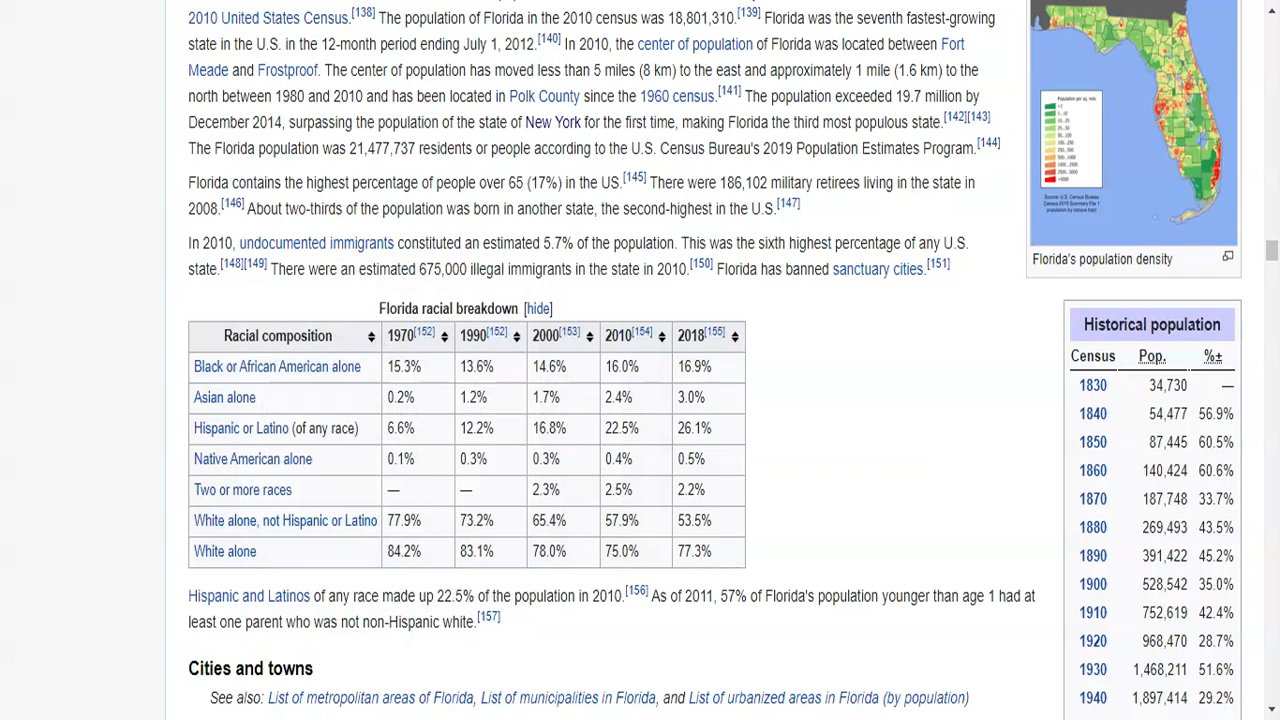 2010 United States Census.[138] The population of Florida in the 2010 census was 18,801,310.[139] Florida was the seventh fastest-growing
state in the U.S. in the 12-month period ending July 1, 2012.[140] In 2010, the center of population of Florida was located between Fort
Meade and Frostproof. The center of population has moved less than 5 miles (8 km) to the east and approximately 1 mile (1.6 km) to the
north between 1980 and 2010 and has been located in Polk County since the 1960 census.[141] The population exceeded 19.7 million by
December 2014, surpassing the population of the state of New York for the first time, making Florida the third most populous state.[142][143]
The Florida population was 21,477,737 residents or people according to the U.S. Census Bureau's 2019 Population Estimates Program.[144]
Florida contains the highest percentage of people over 65 (17%) in the US.[145] There were 186,102 military retirees living in the state in
2008.[146] About two-thirds of the population was born in another state, the second-highest in the U.S.[147]
In 2010, undocumented immigrants constituted an estimated 5.7% of the population. This was the sixth highest percentage of any U.S.
state.[148][149] There were an estimated 675,000 illegal immigrants in the state in 2010.[150] Florida has banned sanctuary cities.[151]
Florida racial breakdown [hide]
Racial composition 1970[152] 1990[152] 2000[153] 2010[154] 2018[155]
Black or African American alone 15.3% 13.6% 14.6% 16.0% 16.9%
Asian alone 0.2% 1.2% 1.7% 2.4% 3.0%
Hispanic or Latino (of any race) 6.6% 12.2% 16.8% 22.5% 26.1%
Native American alone 0.1% 0.3% 0.3% 0.4% 0.5%
Two or more races — — 2.3% 2.5% 2.2%
White alone, not Hispanic or Latino 77.9% 73.2% 65.4% 57.9% 53.5%
White alone 84.2% 83.1% 78.0% 75.0% 77.3%
Hispanic and Latinos of any race made up 22.5% of the population in 2010.[156] As of 2011, 57% of Florida's population younger than age 1 had at
least one parent who was not non-Hispanic white.[157]
Cities and towns
See also: List of metropolitan areas of Florida, List of municipalities in Florida, and List of urbanized areas in Florida (by population)
Population per sq. mile
Source: U.S. Census Bureau
Census 2010 Summary File 1
population by census tract
Florida's population density
Historical population
Census Pop. %±
1830 34,730 —
1840 54,477 56.9%
1850 87,445 60.5%
1860 140,424 60.6%
1870 187,748 33.7%
1880 269,493 43.5%
1890 391,422 45.2%
1900 528,542 35.0%
1910 752,619 42.4%
1920 968,470 28.7%
1930 1,468,211 51.6%
1940 1,897,414 29.2%